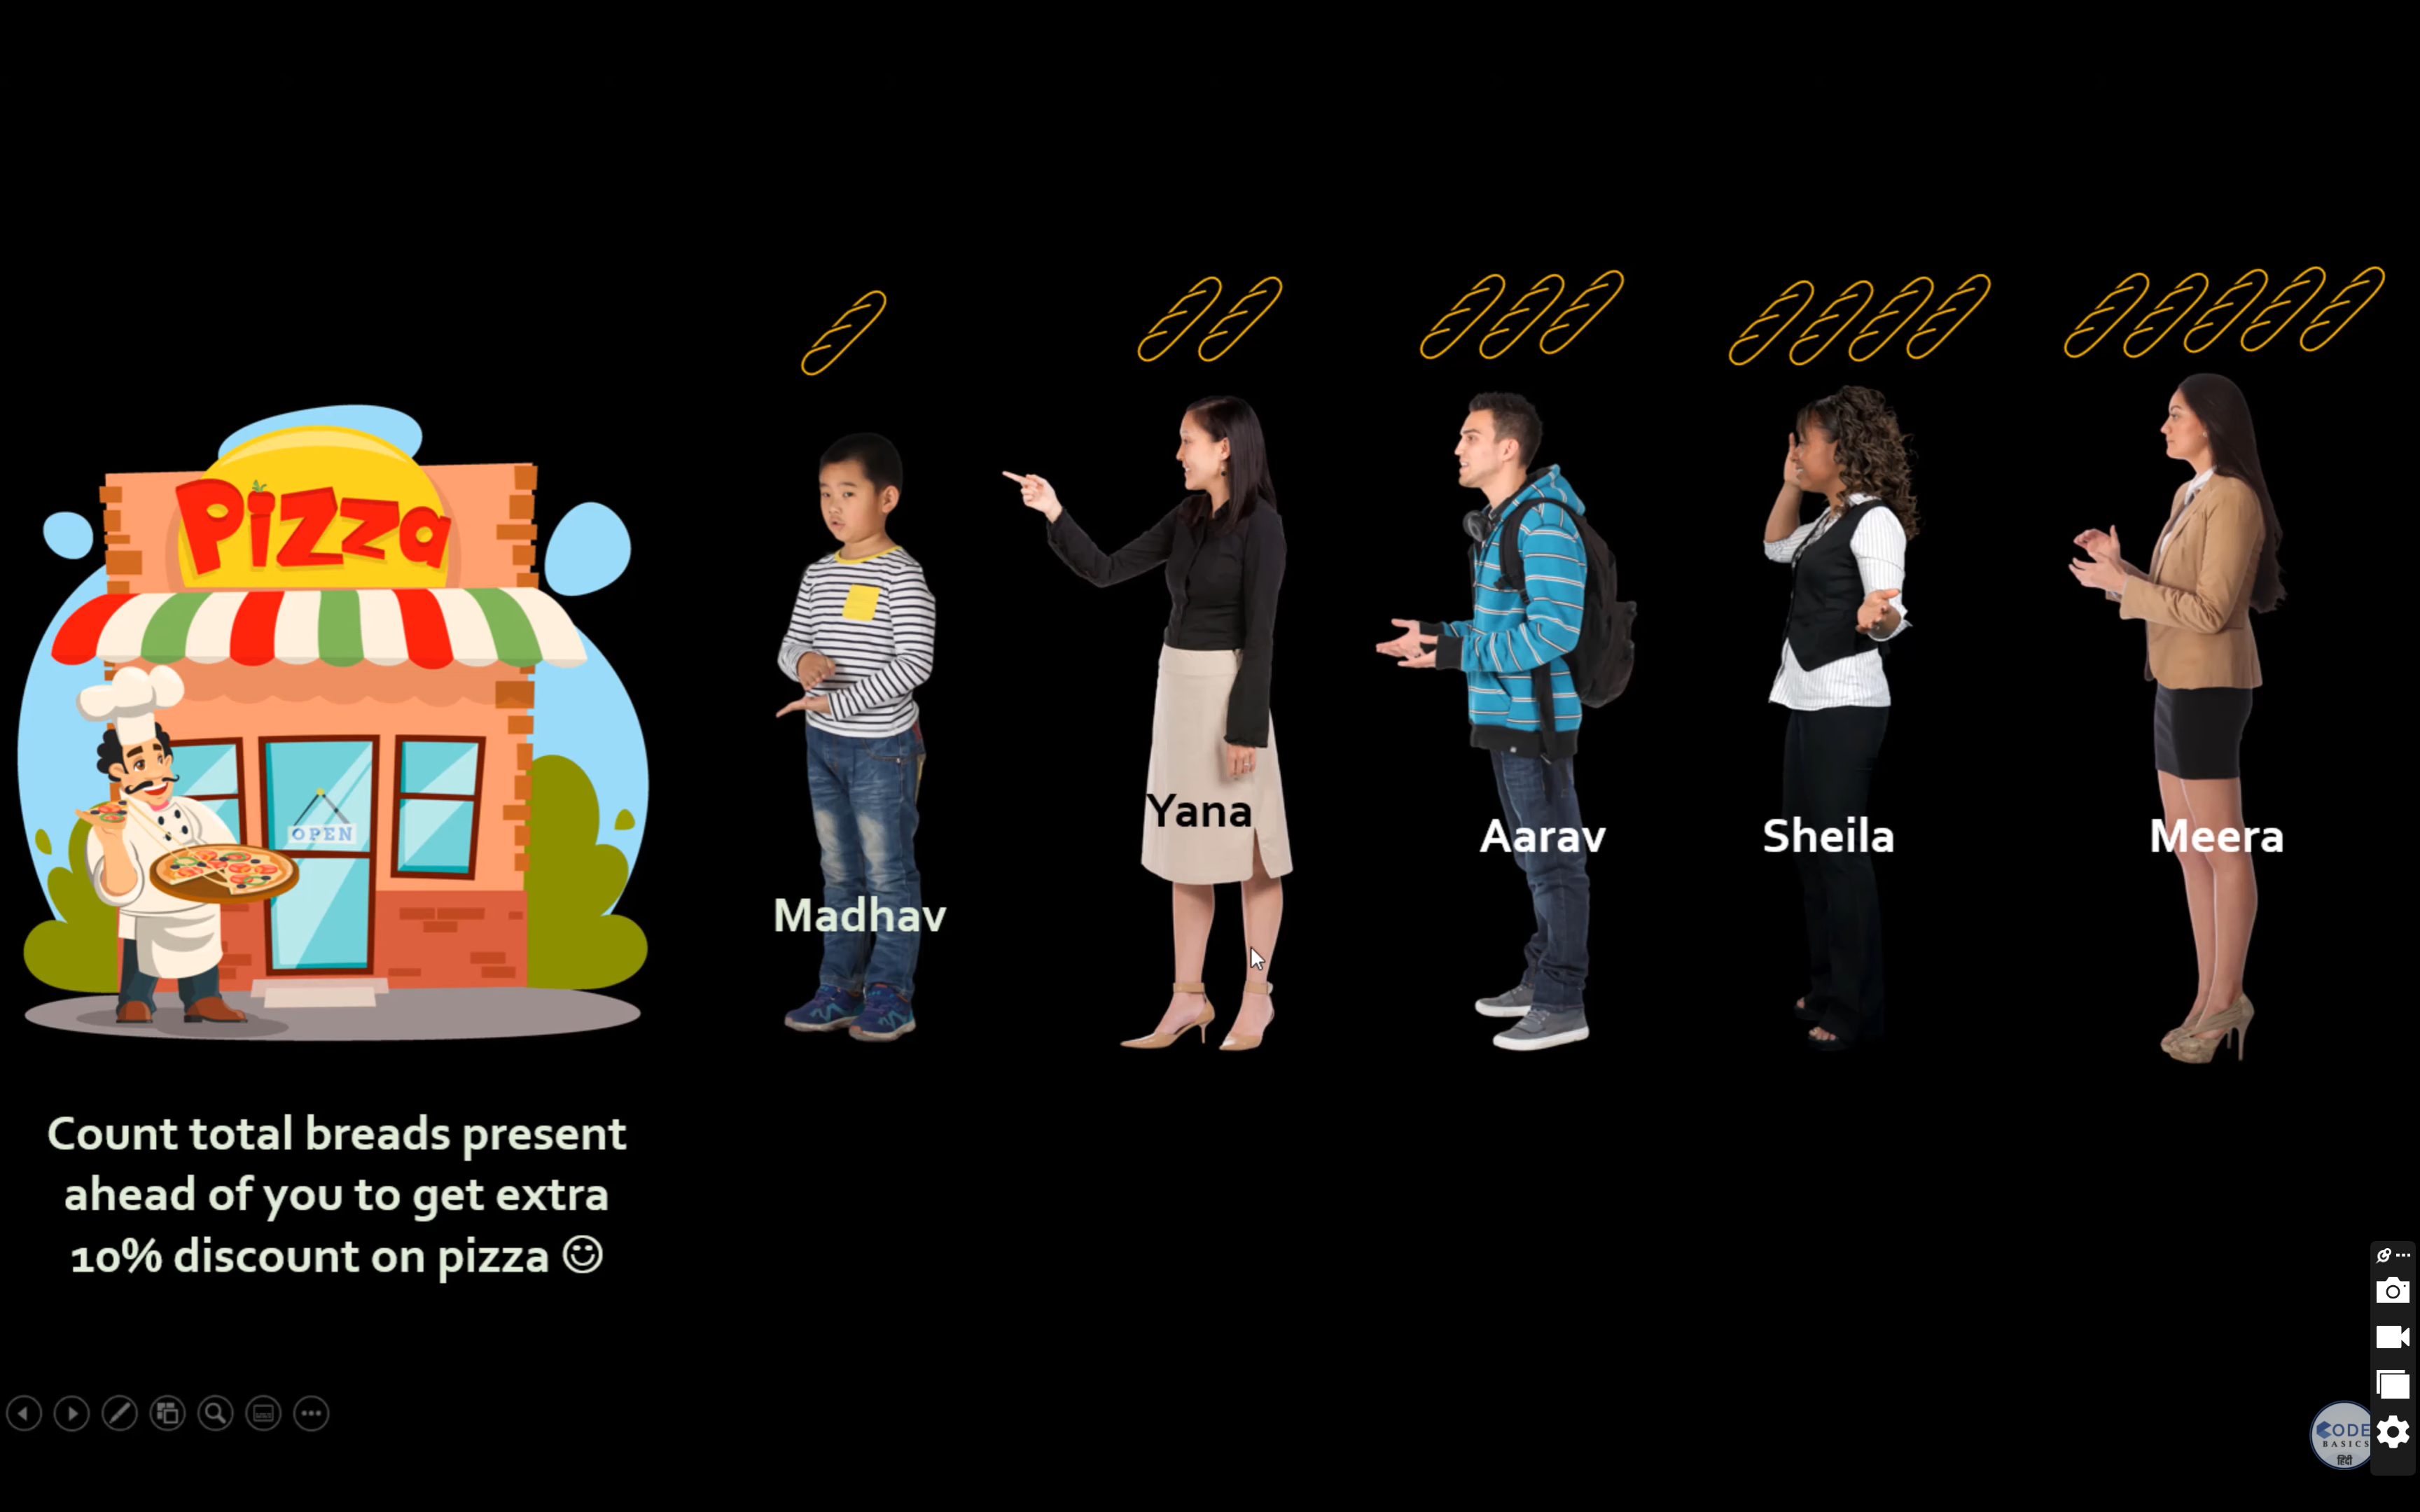 Pizza
OPEN
Madhav
Yana
Aarav
Sheila
Meera
Count total breads present
ahead of you to get extra
10% discount on pizza ☺
CODE
BASICS
हिंदी